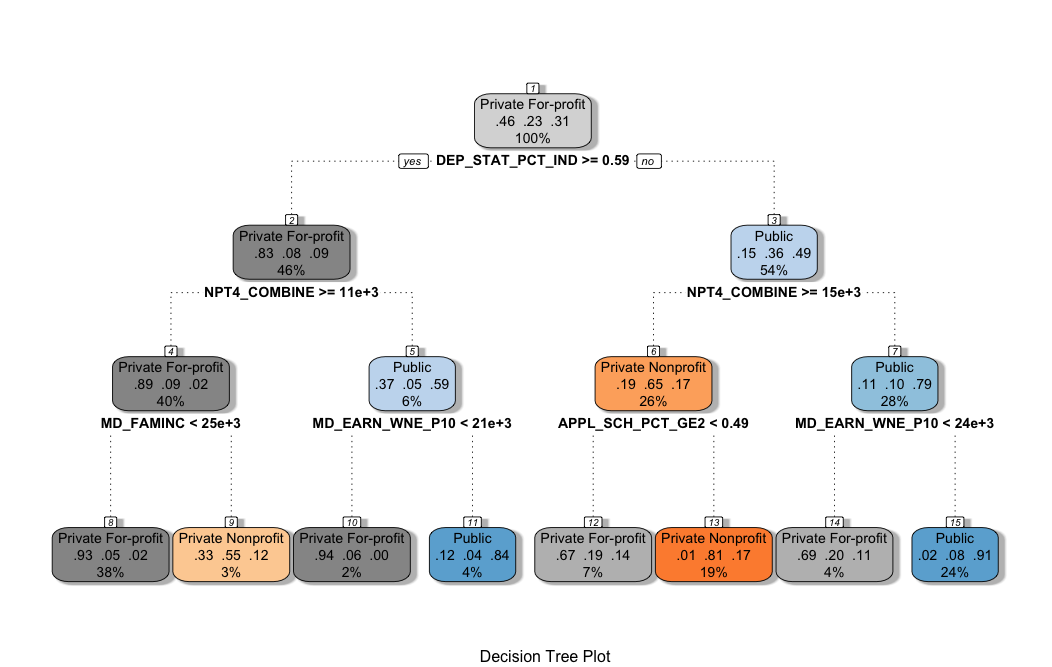 1
Private For-profit
.46 .23 .31
100%
yes DEP_STAT_PCT_IND >= 0.59 no
2
Private For-profit
.83 .08 .09
46%
NPT4_COMBINE >= 11e+3
3
Public
.15 .36 .49
54%
NPT4_COMBINE >= 15e+3
4
Private For-profit
.89 .09 .02
40%
MD_FAMINC < 25e+3
5
Public
.37 .05 .59
6%
MD_EARN_WNE_P10 < 21e+3
6
Private Nonprofit
.19 .65 .17
26%
APPL_SCH_PCT_GE2 < 0.49
7
Public
.11 .10 .79
28%
MD_EARN_WNE_P10 < 24e+3
8
Private For-profit
.93 .05 .02
38%
9
Private Nonprofit
.33 .55 .12
3%
10
Private For-profit
.94 .06 .00
2%
11
Public
.12 .04 .84
4%
12
Private For-profit
.67 .19 .14
7%
13
Private Nonprofit
.01 .81 .17
19%
14
Private For-profit
.69 .20 .11
4%
15
Public
.02 .08 .91
24%
Decision Tree Plot